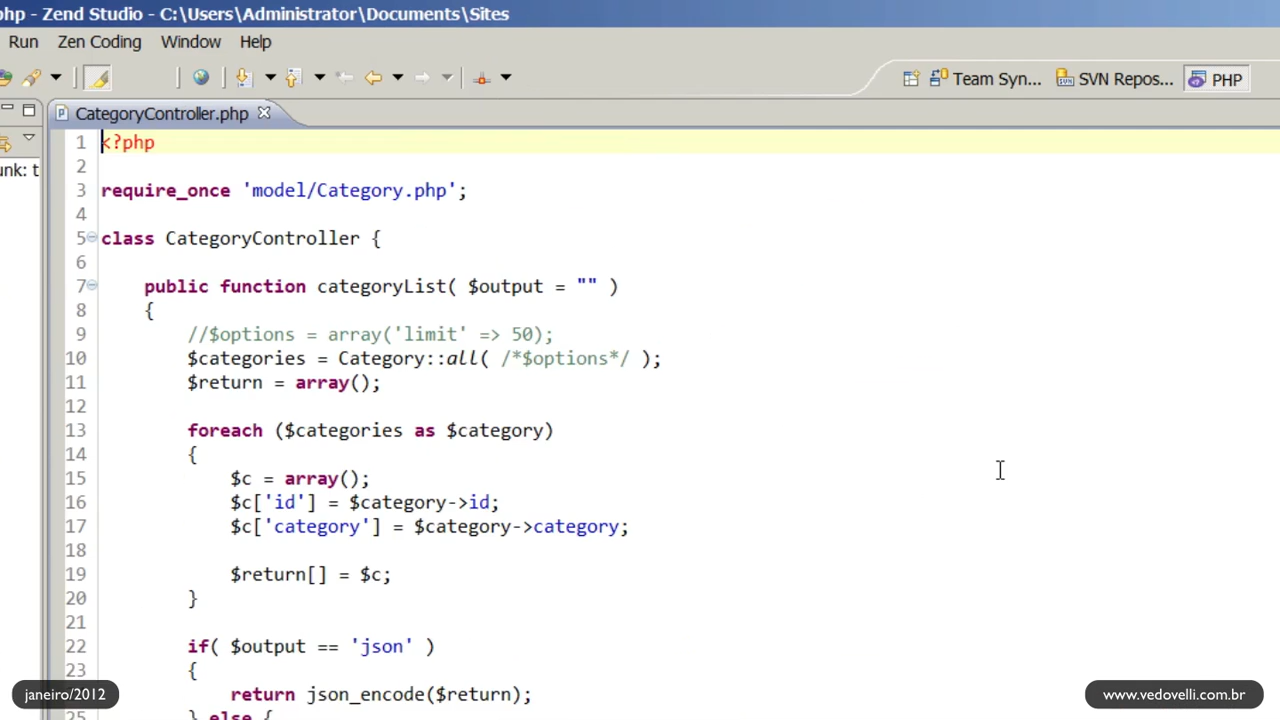 php - Zend Studio - C:\Users\Administrator\Documents\Sites
Run Zen Coding Window Help
Team Syn... SVN Repos... PHP
CategoryController.php
unk: t
1 <?php
2
3 require_once 'model/Category.php';
4
5 class CategoryController {
6
7 public function categoryList( $output = "" )
8 {
9 //$options = array('limit' => 50);
10 $categories = Category::all( /*$options*/ );
11 $return = array();
12
13 foreach ($categories as $category)
14 {
15 $c = array();
16 $c['id'] = $category->id;
17 $c['category'] = $category->category;
18
19 $return[] = $c;
20 }
21
22 if( $output == 'json' )
23 {
return json_encode($return);
25 } else {
janeiro/2012
www.vedovelli.com.br